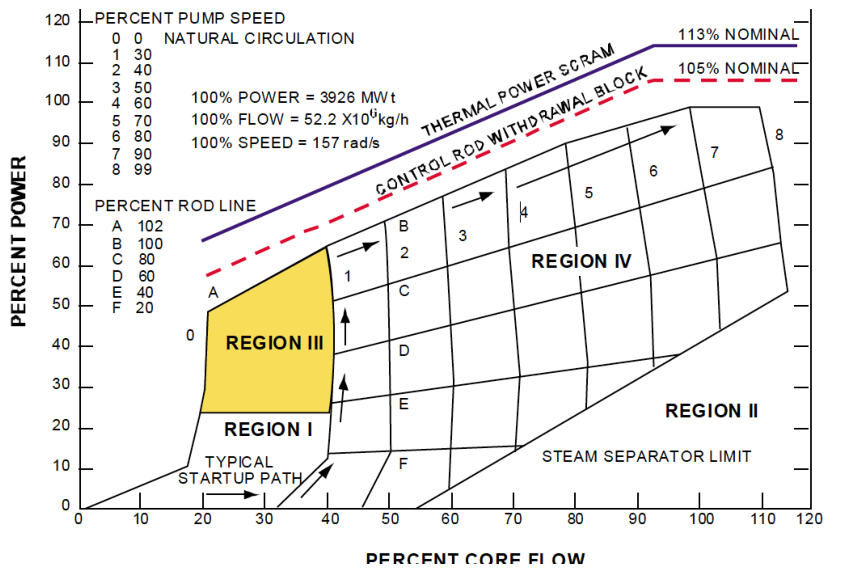 120
PERCENT PUMP SPEED
0 0 NATURAL CIRCULATION
1 30
2 40
3 50
4 60
5 70
6 80
7 90
8 99
100% POWER = 3926 MWt
100% FLOW = 52.2 X10⁶kg/h
100% SPEED = 157 rad/s
113% NOMINAL
105% NOMINAL
THERMAL POWER SCRAM
CONTROL ROD WITHDRAWAL BLOCK
110
100
90
80
70
60
50
40
30
20
10
0
PERCENT POWER
PERCENT ROD LINE
A 102
B 100
C 80
D 60
E 40
F 20
A
B
C
D
E
F
0
1
2
3
4
5
6
7
8
REGION III
REGION IV
REGION I
REGION II
TYPICAL
STARTUP PATH
STEAM SEPARATOR LIMIT
0 10 20 30 40 50 60 70 80 90 100 110 120
PERCENT CORE FLOW